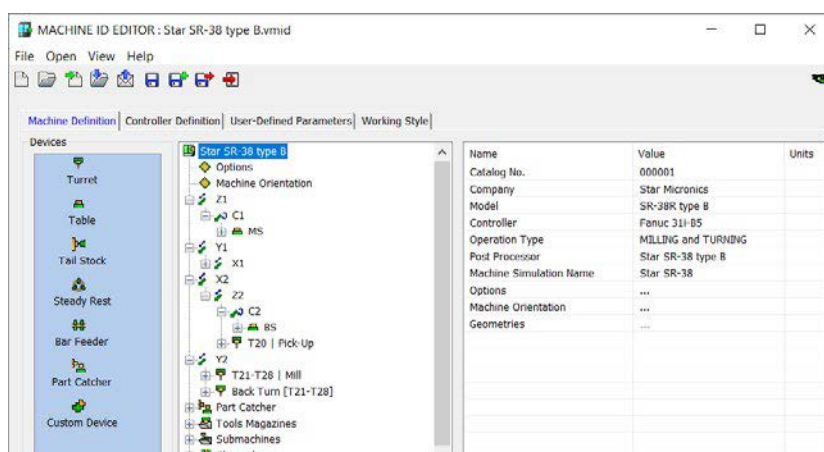 MACHINE ID EDITOR : Star SR-38 type B.vmid
File Open View Help
Machine Definition Controller Definition User-Defined Parameters Working Style
Devices
Turret
Table
Tail Stock
Steady Rest
Bar Feeder
Part Catcher
Custom Device
Star SR-38 type B
Options
Machine Orientation
Z1
C1
MS
Y1
X1
X2
Z2
C2
BS
T20 | Pick-Up
Y2
T21-T28 | Mill
Back Turn [T21-T28]
Part Catcher
Tools Magazines
Submachines
Name Value Units
Catalog No. 000001
Company Star Micronics
Model SR-38R type B
Controller Fanuc 31i-B5
Operation Type MILLING and TURNING
Post Processor Star SR-38 type B
Machine Simulation Name Star SR-38
Options ...
Machine Orientation ...
Geometries ...